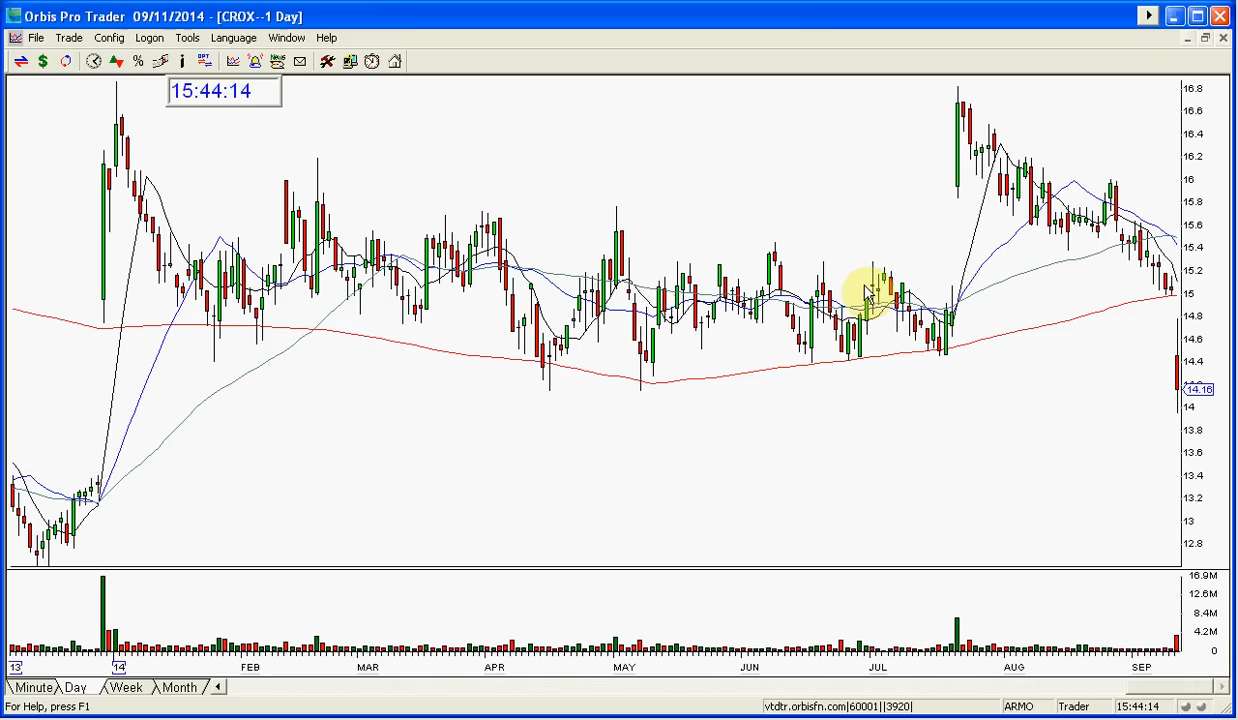 Orbis Pro Trader 09/11/2014 - [CROX--1 Day]
File Trade Config Logon Tools Language Window Help
15:44:14
16.8
16.6
16.4
16.2
16
15.8
15.6
15.4
15.2
15
14.8
14.6
14.4
14.16
14
13.8
13.6
13.4
13.2
13
12.8
16.9M
12.6M
8.4M
4.2M
0
13 14 FEB MAR APR MAY JUN JUL AUG SEP
Minute Day Week Month
For Help, press F1 vtdtr.orbisfn.com|60001||3920| ARMO Trader 15:44:14